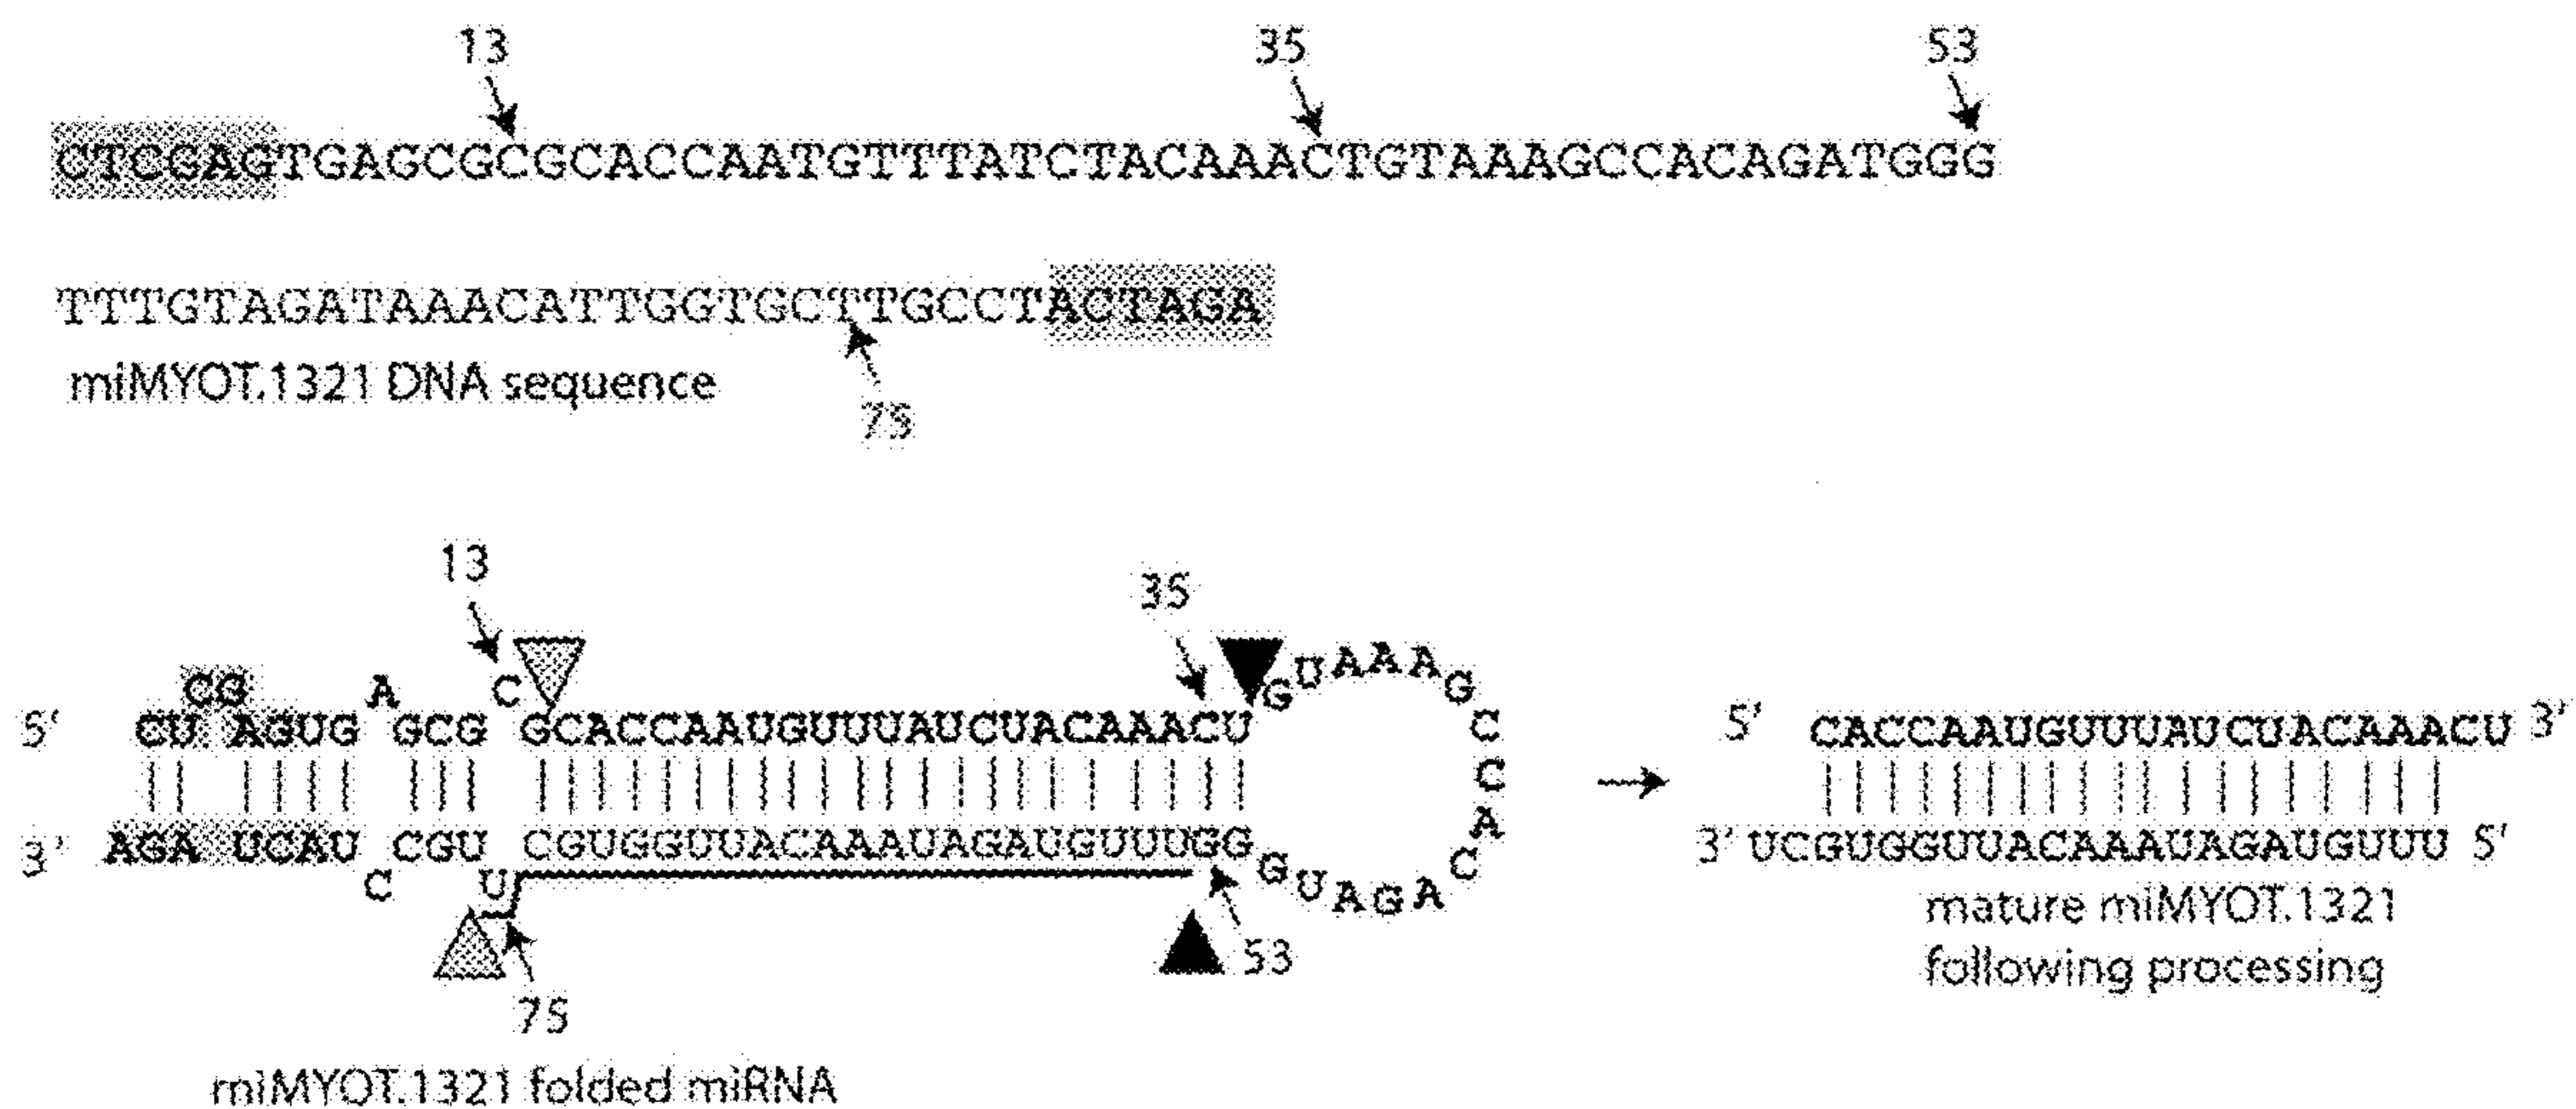 13 35 53
CTCGAGTGAGCGCGCACCAATGTTTATCTACAAACTGTAAAGCCACAGATGGG
TTTGTAGATAAACATTGGTGCTTGCCTACTAGA
miMYOT.1321 DNA sequence
75
13 35
CG A C GUAAAGCCACAGAUG
5' CU AGUG GCG GCACCAAUGUUUAUCUACAAACU
3' AGA UCAU CGU CGUGGUUACAAAUAGAUGUUUGG
C U
53
75
miMYOT.1321 folded miRNA
5' CACCAAUGUUUAUCUACAAACU 3'
3' UCGUGGUUACAAAUAGAUGUUU 5'
mature miMYOT.1321
following processing